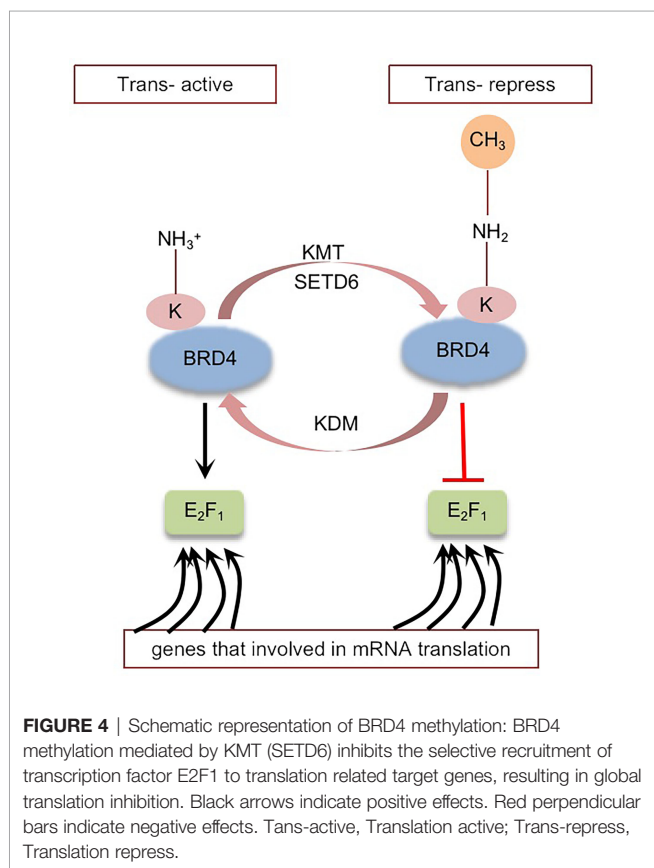 Trans- active
Trans- repress
CH₃
NH₃⁺
NH₂
KMT
SETD6
K
K
BRD4
BRD4
KDM
E₂F₁
E₂F₁
genes that involved in mRNA translation
FIGURE 4 | Schematic representation of BRD4 methylation: BRD4
methylation mediated by KMT (SETD6) inhibits the selective recruitment of
transcription factor E2F1 to translation related target genes, resulting in global
translation inhibition. Black arrows indicate positive effects. Red perpendicular
bars indicate negative effects. Tans-active, Translation active; Trans-repress,
Translation repress.